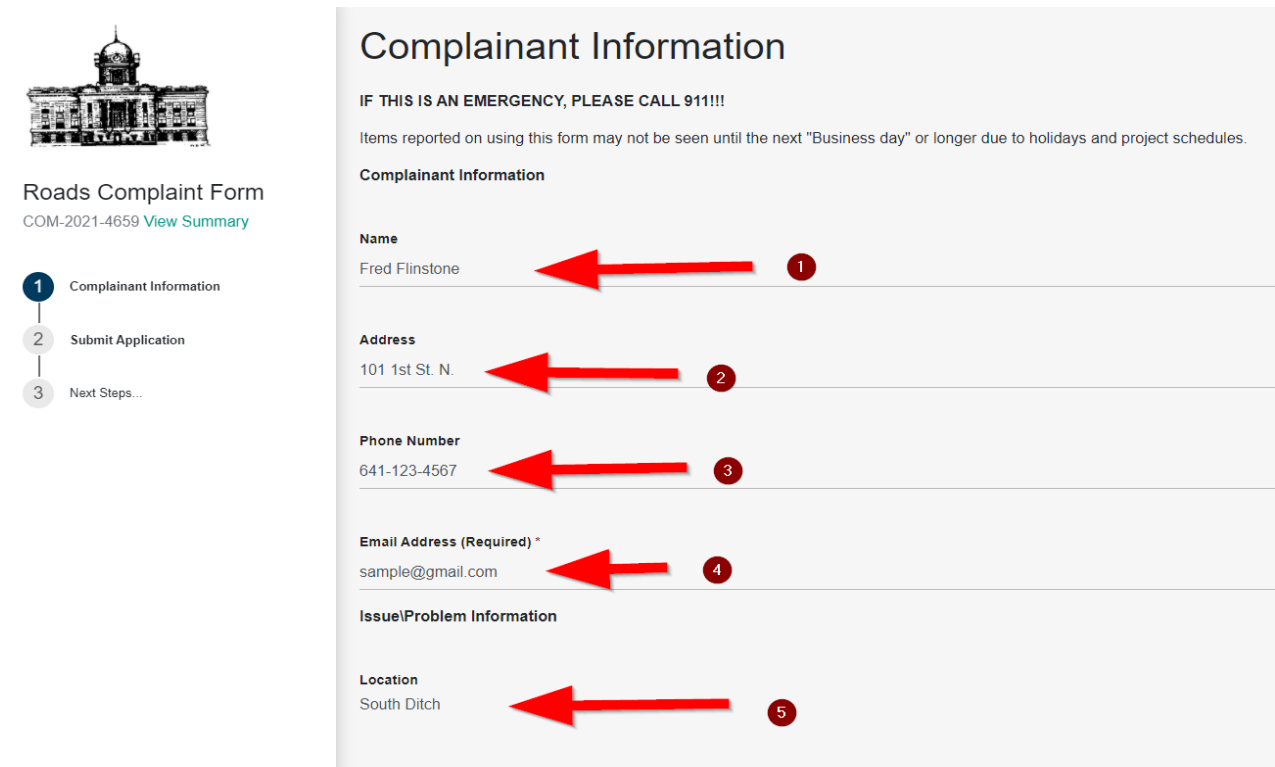 Roads Complaint Form
COM-2021-4659 View Summary
1 Complainant Information
2 Submit Application
3 Next Steps...
Complainant Information
IF THIS IS AN EMERGENCY, PLEASE CALL 911!!!
Items reported on using this form may not be seen until the next "Business day" or longer due to holidays and project schedules.
Complainant Information
Name
Fred Flinstone 1
Address
101 1st St. N. 2
Phone Number
641-123-4567 3
Email Address (Required) *
sample@gmail.com 4
Issue\Problem Information
Location
South Ditch 5